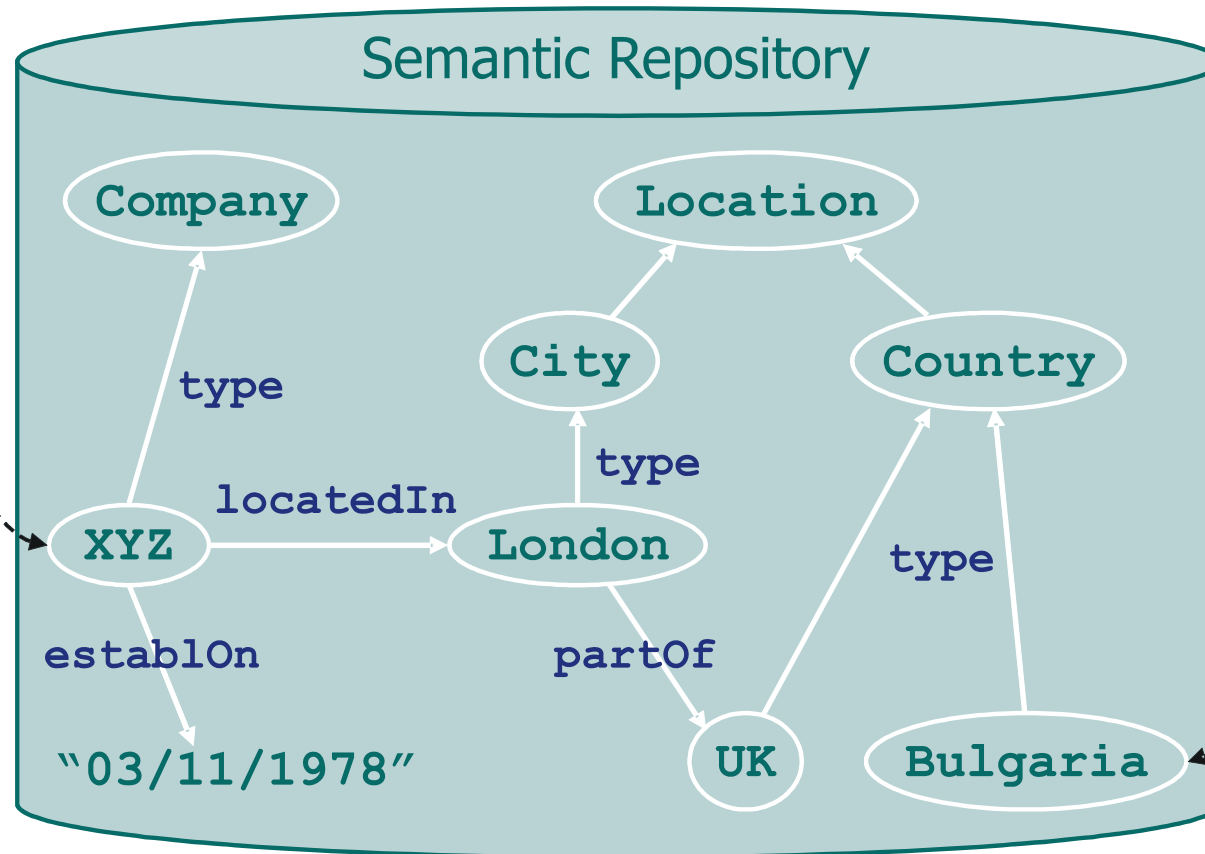 Semantic Repository
Company
Location
City
Country
type
type
locatedIn
XYZ
London
type
establOn
partOf
“03/11/1978”
UK
Bulgaria